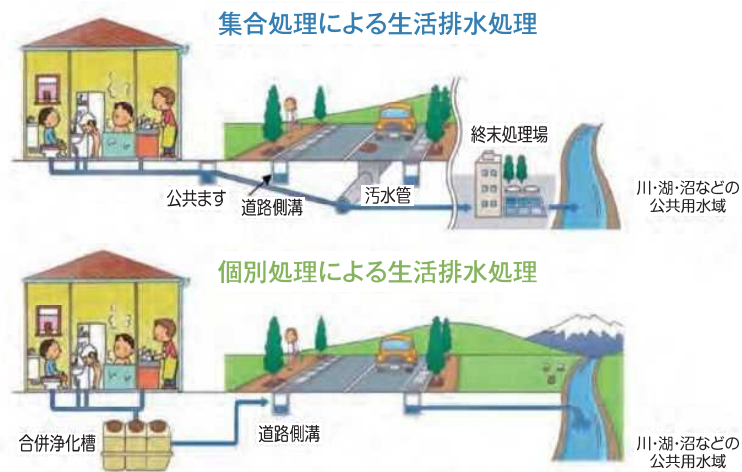 集合処理による生活排水処理
終末処理場
公共ます
道路側溝
汚水管
川・湖・沼などの
公共用水域
個別処理による生活排水処理
合併浄化槽
道路側溝
川・湖・沼などの
公共用水域